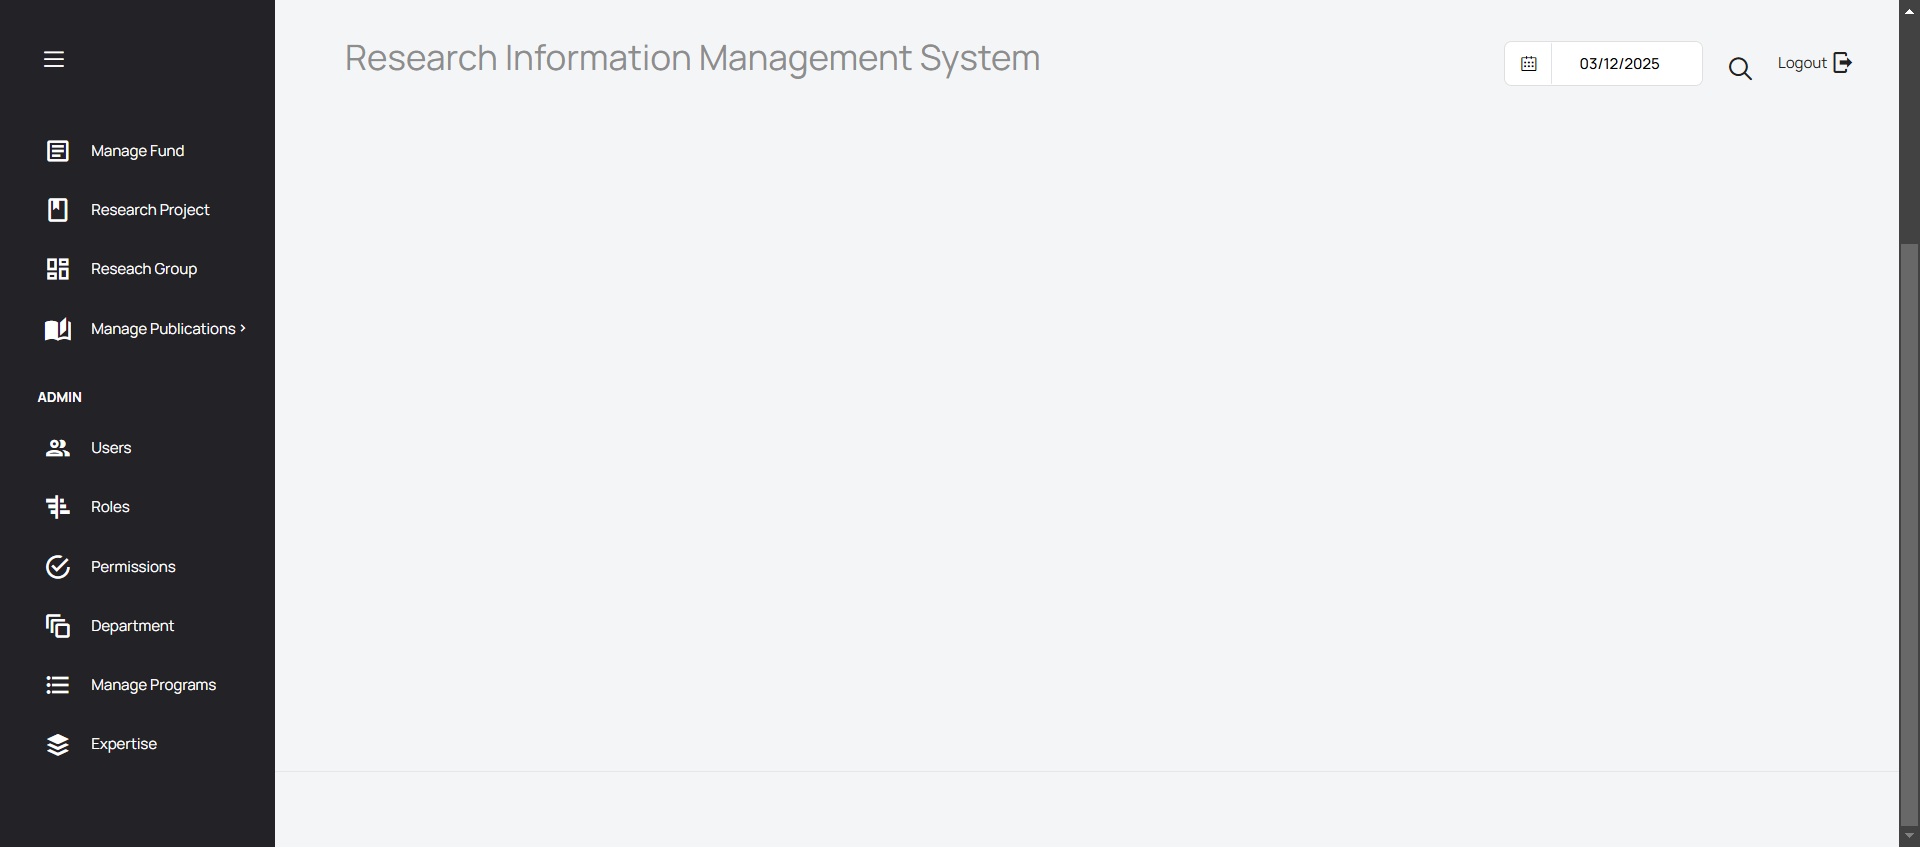 Research Information Management System
03/12/2025
Logout
Manage Fund
Research Project
Reseach Group
Manage Publications
ADMIN
Users
Roles
Permissions
Department
Manage Programs
Expertise